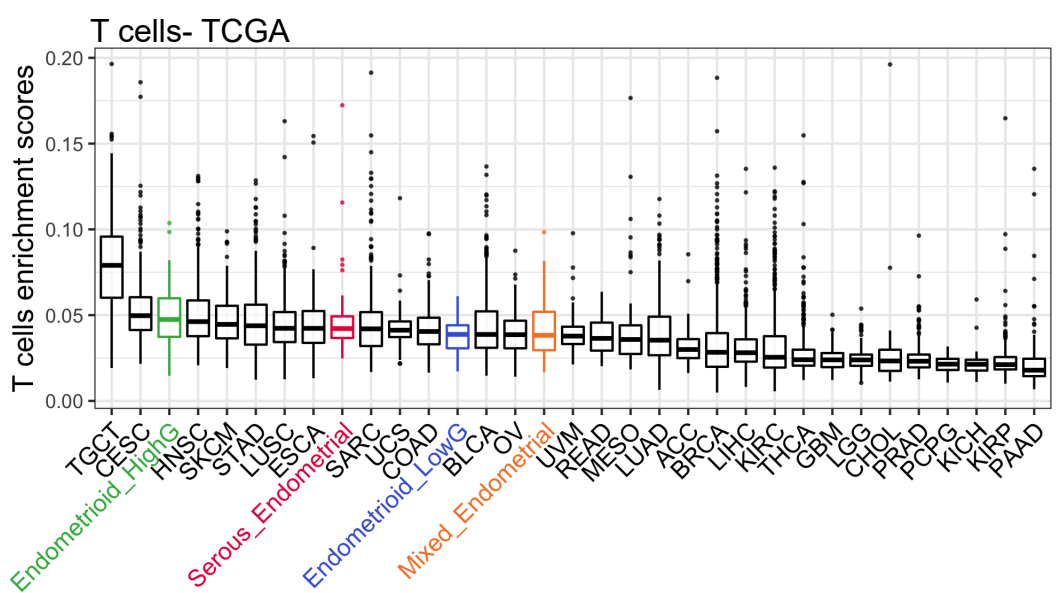 T cells- TCGA
T cells enrichment scores
0.20
0.15
0.10
0.05
0.00
TGCT
CESC
Endometrioid_HighG
HNSC
SKCM
STAD
LUSC
ESCA
Serous_Endometrial
SARC
UCS
COAD
Endometrioid_LowG
BLCA
OV
Mixed_Endometrial
UVM
READ
MESO
LUAD
ACC
BRCA
LIHC
KIRC
THCA
GBM
LGG
CHOL
PRAD
PCPG
KICH
KIRP
PAAD